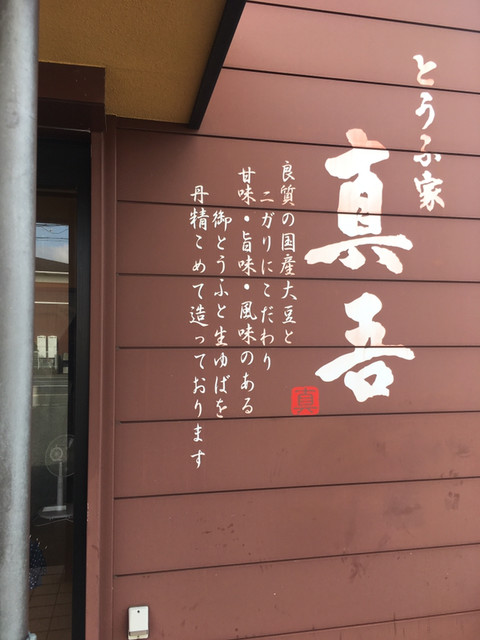 とうふ家
真吾
良質の国産大豆と
ニガリにこだわり
甘味・旨味・風味のある
御とうふと生ゆばを
丹精こめて造っております
真